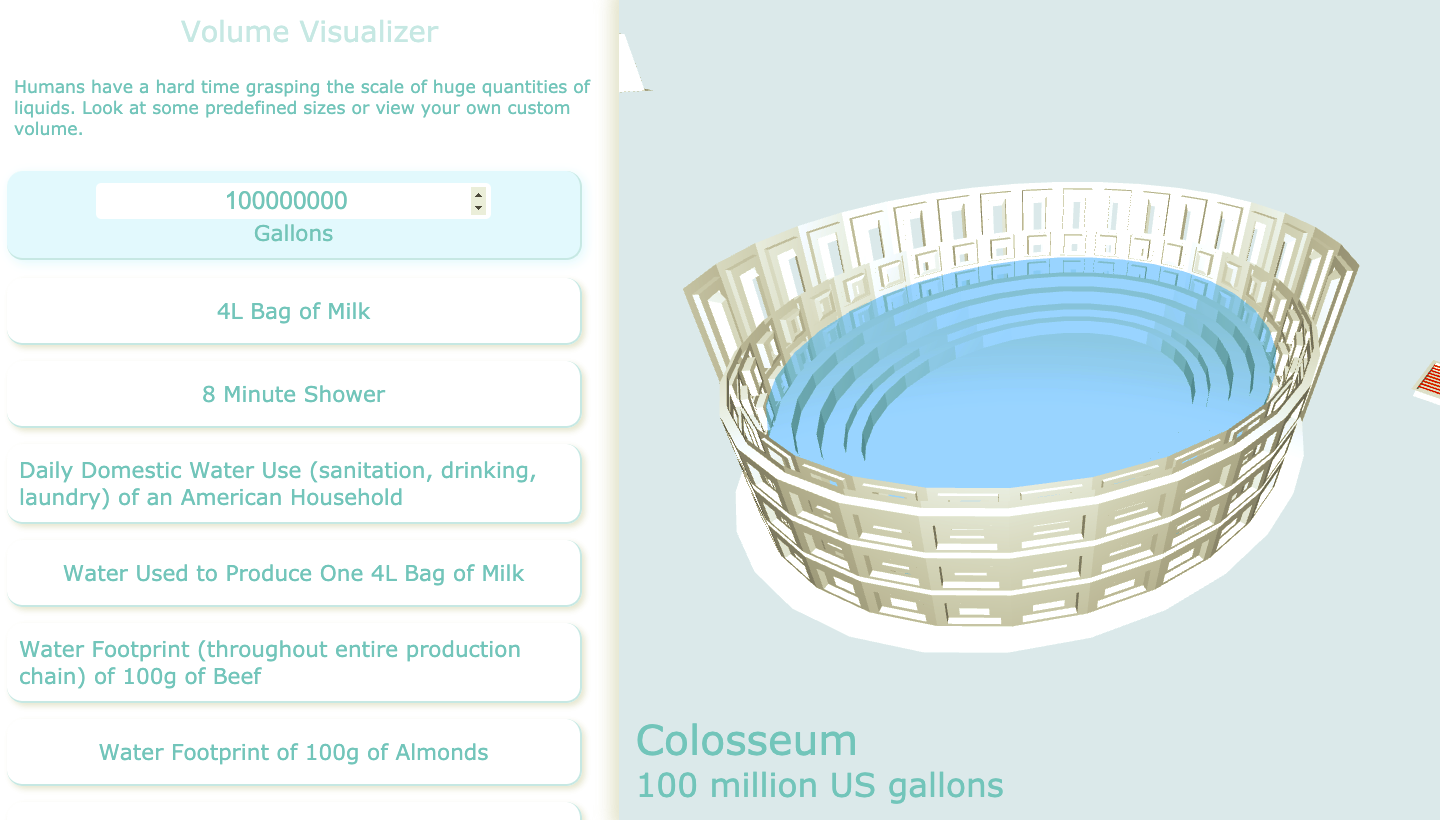 Volume Visualizer
Humans have a hard time grasping the scale of huge quantities of
liquids. Look at some predefined sizes or view your own custom
volume.
100000000
Gallons
4L Bag of Milk
8 Minute Shower
Daily Domestic Water Use (sanitation, drinking,
laundry) of an American Household
Water Used to Produce One 4L Bag of Milk
Water Footprint (throughout entire production
chain) of 100g of Beef
Water Footprint of 100g of Almonds
Colosseum
100 million US gallons